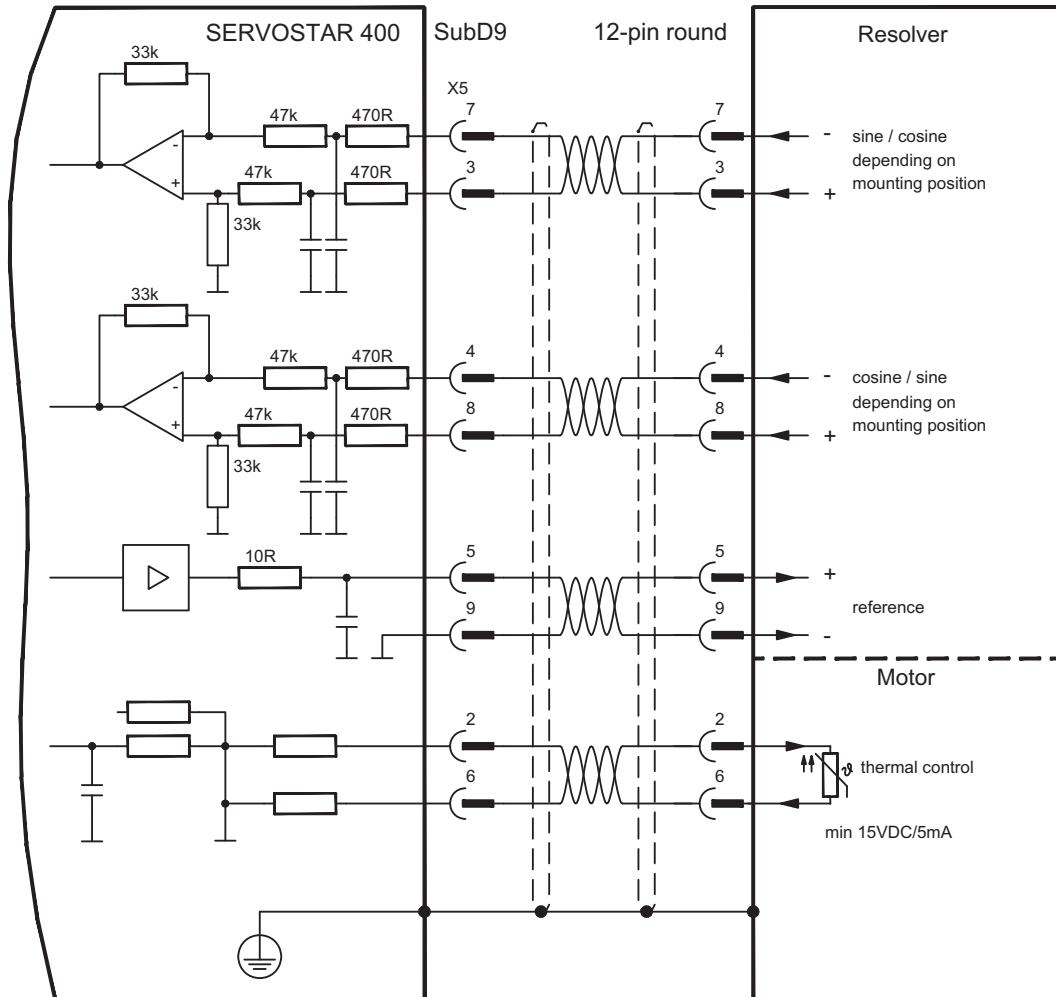 SERVOSTAR 400
SubD9
12-pin round
Resolver
33k
X5
47k
470R
7
7
-
sine / cosine
depending on
mounting position
-
+
47k
470R
3
3
+
33k
33k
47k
470R
4
4
-
cosine / sine
depending on
mounting position
-
+
47k
470R
8
8
+
33k
10R
5
5
+
reference
9
9
-
Motor
2
2
ϑ thermal control
6
6
min 15VDC/5mA